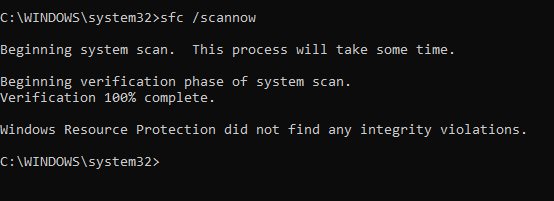 C:\WINDOWS\system32>sfc /scannow
Beginning system scan.  This process will take some time.
Beginning verification phase of system scan.
Verification 100% complete.
Windows Resource Protection did not find any integrity violations.
C:\WINDOWS\system32>